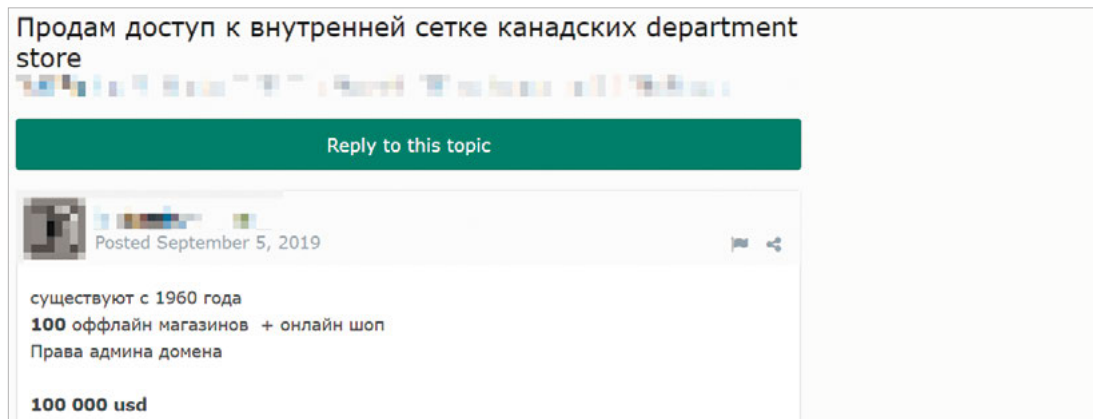 Продам доступ к внутренней сетке канадских department
store
Reply to this topic
Posted September 5, 2019
существуют с 1960 года
100 оффлайн магазинов + онлайн шоп
Права админа домена
100 000 usd